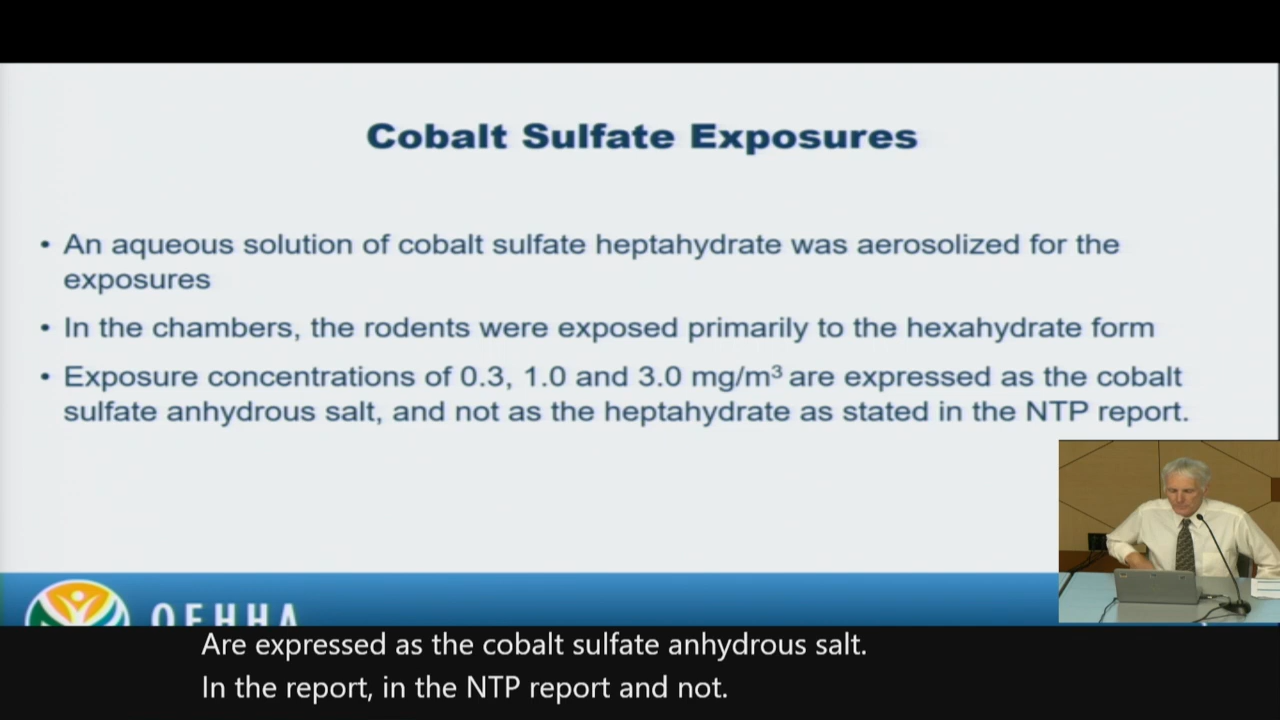 Cobalt Sulfate Exposures
• An aqueous solution of cobalt sulfate heptahydrate was aerosolized for the
exposures
• In the chambers, the rodents were exposed primarily to the hexahydrate form
• Exposure concentrations of 0.3, 1.0 and 3.0 mg/m³ are expressed as the cobalt
sulfate anhydrous salt, and not as the heptahydrate as stated in the NTP report.
OEHHA
Are expressed as the cobalt sulfate anhydrous salt.
In the report, in the NTP report and not.